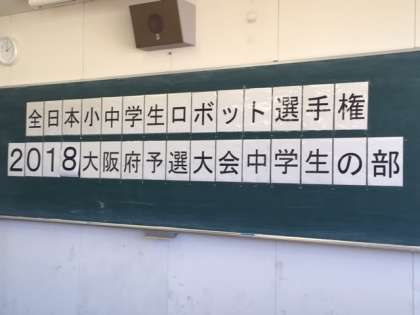 全日本小中学生ロボット選手権
2018大阪府予選大会中学生の部